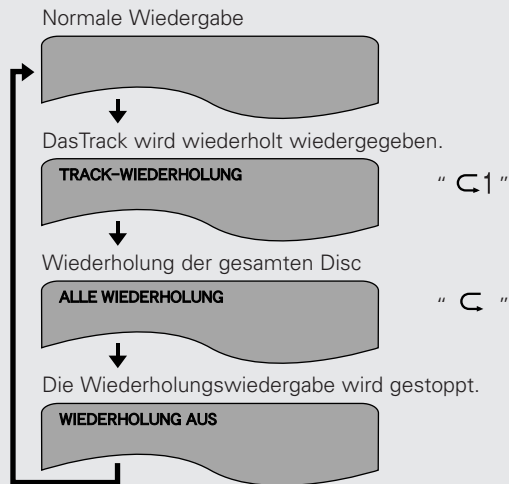 Normale Wiedergabe
DasTrack wird wiederholt wiedergegeben.
TRACK-WIEDERHOLUNG
" ⮎1 "
Wiederholung der gesamten Disc
ALLE WIEDERHOLUNG
" ⮎ "
Die Wiederholungswiedergabe wird gestoppt.
WIEDERHOLUNG AUS